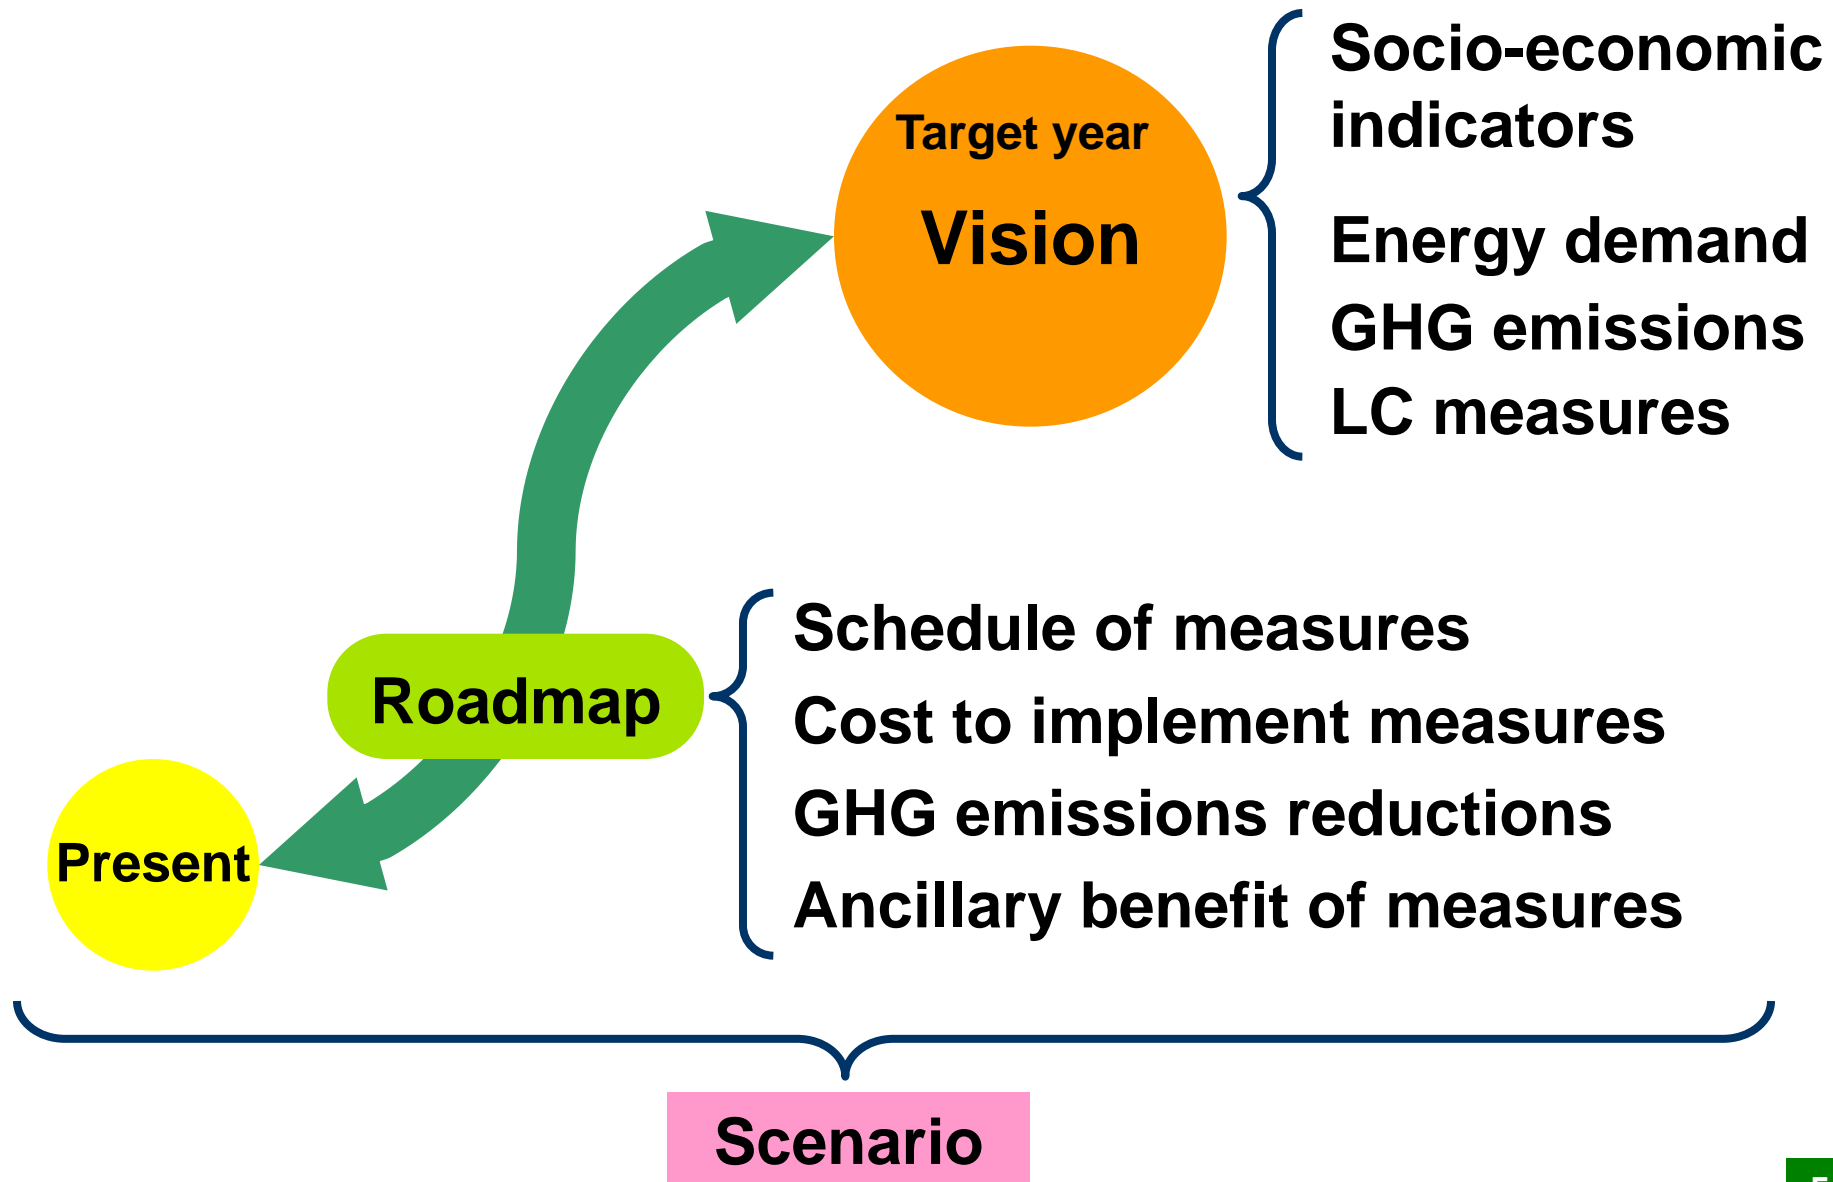 Socio-economic
indicators
Target year
Vision
Energy demand
GHG emissions
LC measures
Schedule of measures
Roadmap
Cost to implement measures
GHG emissions reductions
Present
Ancillary benefit of measures
Scenario